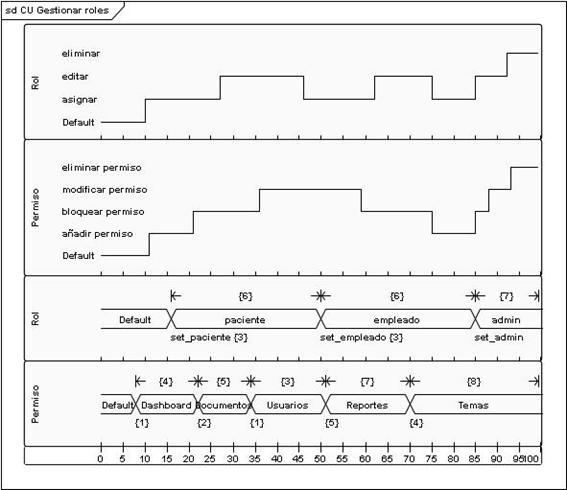 sd CU Gestionar roles
Rol
eliminar
editar
asignar
Default
Permiso
eliminar permiso
modificar permiso
bloquear permiso
añadir permiso
Default
Rol
{6} {6} {7}
Default paciente empleado admin
set_paciente {3} set_empleado {3} set_admin
Permiso
{4} {5} {3} {7} {8}
Default Dashboard Documentos Usuarios Reportes Temas
{1} {2} {1} {5} {4}
0 5 10 15 20 25 30 35 40 45 50 55 60 65 70 75 80 85 90 95 100